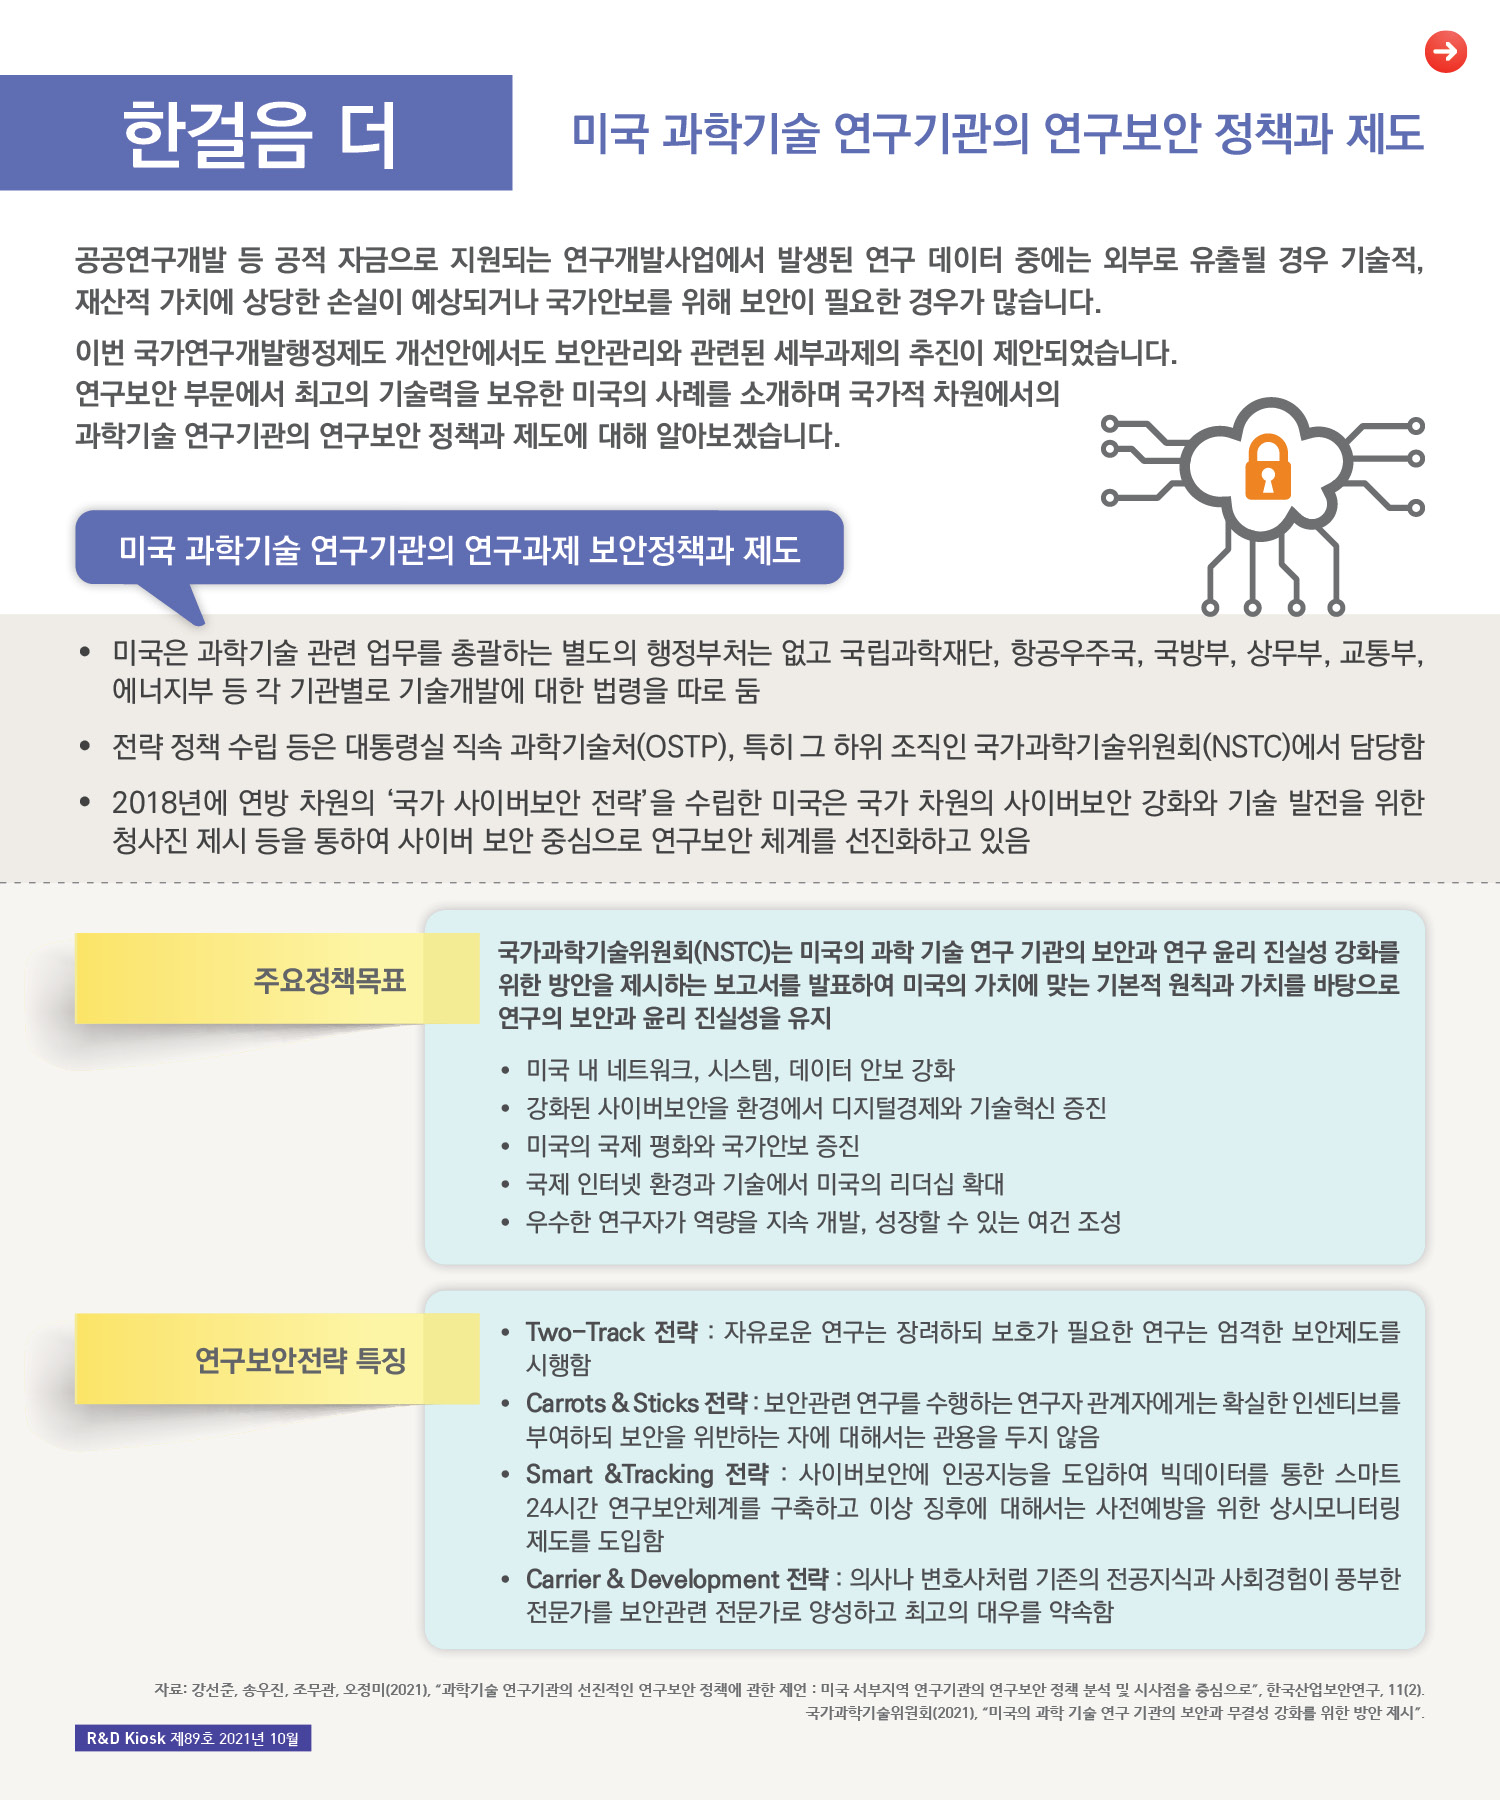 한걸음 더
미국 과학기술 연구기관의 연구보안 정책과 제도
공공연구개발 등 공적 자금으로 지원되는 연구개발사업에서 발생된 연구 데이터 중에는 외부로 유출될 경우 기술적,
재산적 가치에 상당한 손실이 예상되거나 국가안보를 위해 보안이 필요한 경우가 많습니다.
이번 국가연구개발행정제도 개선안에서도 보안관리와 관련된 세부과제의 추진이 제안되었습니다.
연구보안 부문에서 최고의 기술력을 보유한 미국의 사례를 소개하며 국가적 차원에서의
과학기술 연구기관의 연구보안 정책과 제도에 대해 알아보겠습니다.
미국 과학기술 연구기관의 연구과제 보안정책과 제도
• 미국은 과학기술 관련 업무를 총괄하는 별도의 행정부처는 없고 국립과학재단, 항공우주국, 국방부, 상무부, 교통부,
에너지부 등 각 기관별로 기술개발에 대한 법령을 따로 둠
• 전략 정책 수립 등은 대통령실 직속 과학기술처(OSTP), 특히 그 하위 조직인 국가과학기술위원회(NSTC)에서 담당함
• 2018년에 연방 차원의 ‘국가 사이버보안 전략’을 수립한 미국은 국가 차원의 사이버보안 강화와 기술 발전을 위한
청사진 제시 등을 통하여 사이버 보안 중심으로 연구보안 체계를 선진화하고 있음
주요정책목표
국가과학기술위원회(NSTC)는 미국의 과학 기술 연구 기관의 보안과 연구 윤리 진실성 강화를
위한 방안을 제시하는 보고서를 발표하여 미국의 가치에 맞는 기본적 원칙과 가치를 바탕으로
연구의 보안과 윤리 진실성을 유지
• 미국 내 네트워크, 시스템, 데이터 안보 강화
• 강화된 사이버보안을 환경에서 디지털경제와 기술혁신 증진
• 미국의 국제 평화와 국가안보 증진
• 국제 인터넷 환경과 기술에서 미국의 리더십 확대
• 우수한 연구자가 역량을 지속 개발, 성장할 수 있는 여건 조성
연구보안전략 특징
• Two-Track 전략 : 자유로운 연구는 장려하되 보호가 필요한 연구는 엄격한 보안제도를
시행함
• Carrots & Sticks 전략 : 보안관련 연구를 수행하는 연구자 관계자에게는 확실한 인센티브를
부여하되 보안을 위반하는 자에 대해서는 관용을 두지 않음
• Smart &Tracking 전략 : 사이버보안에 인공지능을 도입하여 빅데이터를 통한 스마트
24시간 연구보안체계를 구축하고 이상 징후에 대해서는 사전예방을 위한 상시모니터링
제도를 도입함
• Carrier & Development 전략 : 의사나 변호사처럼 기존의 전공지식과 사회경험이 풍부한
전문가를 보안관련 전문가로 양성하고 최고의 대우를 약속함
자료: 강선준, 송우진, 조무관, 오정미(2021), “과학기술 연구기관의 선진적인 연구보안 정책에 관한 제언 : 미국 서부지역 연구기관의 연구보안 정책 분석 및 시사점을 중심으로”, 한국산업보안연구, 11(2).
국가과학기술위원회(2021), “미국의 과학 기술 연구 기관의 보안과 무결성 강화를 위한 방안 제시”.
R&D Kiosk 제89호 2021년 10월